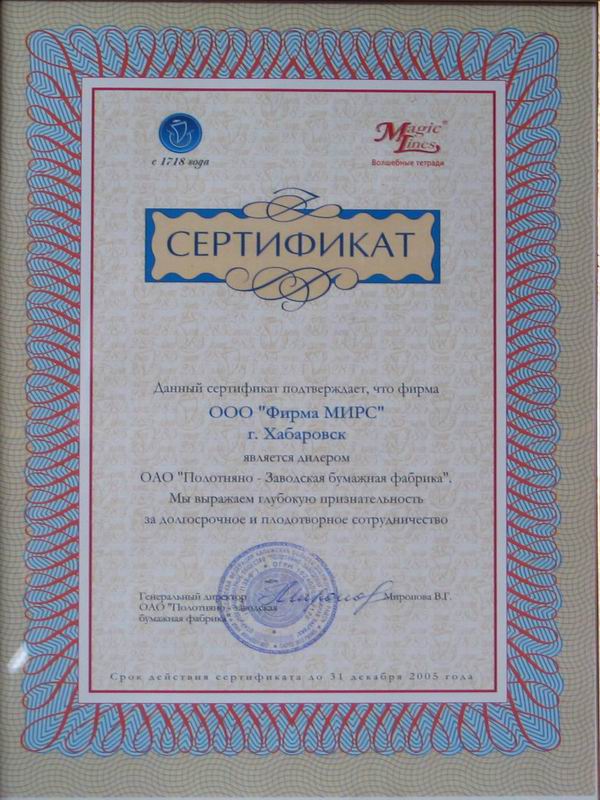 с 1718 года
Magic Lines®
Волшебные тетради
СЕРТИФИКАТ
Данный сертификат подтверждает, что фирма
ООО "Фирма МИРС"
г. Хабаровск
является дилером
ОАО "Полотняно - Заводская бумажная фабрика".
Мы выражаем глубокую признательность
за долгосрочное и плодотворное сотрудничество
Генеральный директор
ОАО "Полотняно - Заводская
бумажная фабрика"
Миронова В.Г.
Срок действия сертификата до 31 декабря 2005 года